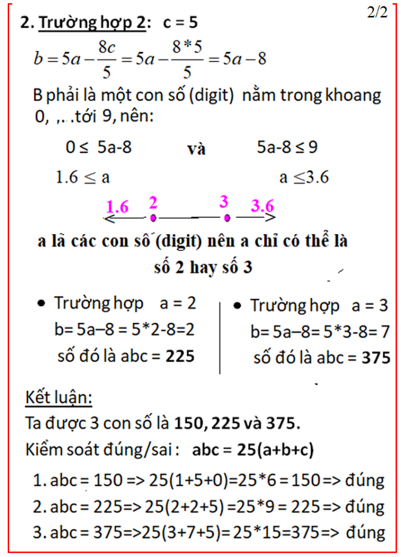 2/2
2. Trường hợp 2: c = 5
b = 5a − 8c/5 = 5a − 8*5/5 = 5a − 8
B phải là một con số (digit) nằm trong khoang
0, ,. .tới 9, nên:
0 ≤ 5a-8 và 5a-8 ≤ 9
1.6 ≤ a a ≤3.6
1.6 2 3 3.6
a là các con số (digit) nên a chỉ có thể là
số 2 hay số 3
• Trường hợp a = 2
b= 5a–8 = 5*2-8=2
số đó là abc = 225
• Trường hợp a = 3
b= 5a–8= 5*3-8= 7
số đó là abc = 375
Kết luận:
Ta được 3 con số là 150, 225 và 375.
Kiểm soát đúng/sai : abc = 25(a+b+c)
1. abc = 150 => 25(1+5+0)=25*6 = 150=> đúng
2. abc = 225=> 25(2+2+5) =25*9 = 225=> đúng
3. abc = 375=>25(3+7+5)= 25*15=375=> đúng